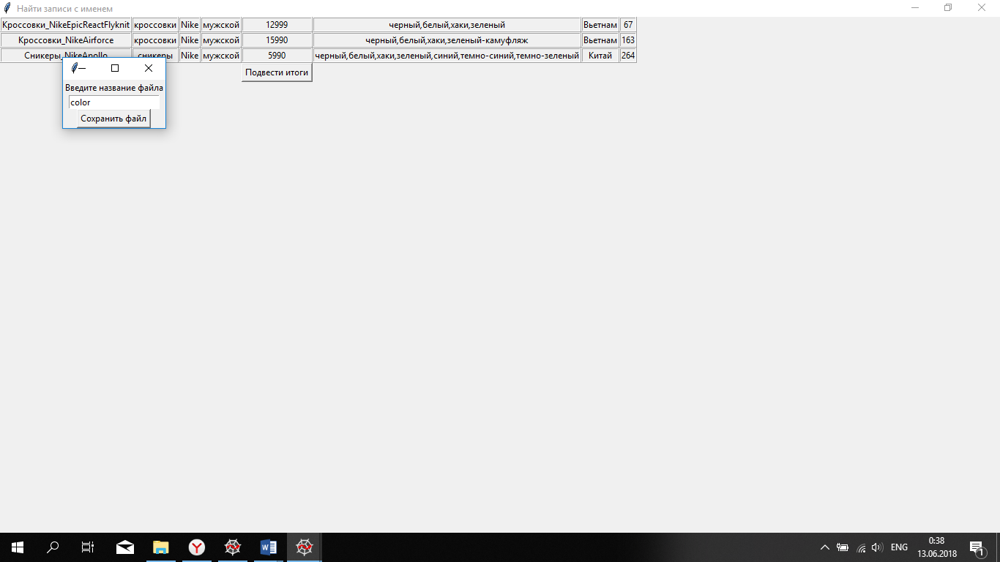 Найти записи с именем
Кроссовки_NikeEpicReactFlyknit кроссовки Nike мужской 12999 черный,белый,хаки,зеленый Вьетнам 67
Кроссовки_NikeAirforce кроссовки Nike мужской 15990 черный,белый,хаки,зеленый-камуфляж Вьетнам 163
Сникеры_NikeApollo сникеры Nike мужской 5990 черный,белый,хаки,зеленый,синий,темно-синий,темно-зеленый Китай 264
Подвести итоги
Введите название файла
color
Сохранить файл
ENG
0:38
13.06.2018
1